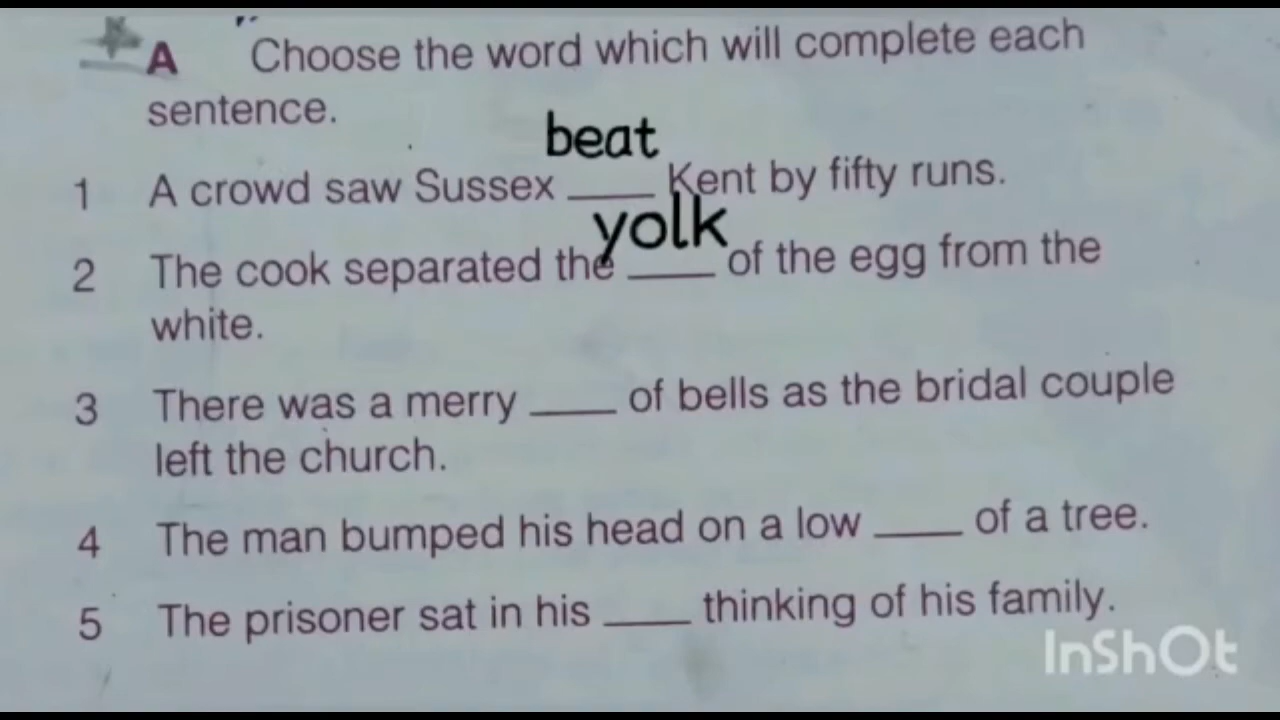 A Choose the word which will complete each
sentence.
beat
1 A crowd saw Sussex ____ Kent by fifty runs.
yolk
2 The cook separated the ____ of the egg from the
white.
3 There was a merry ____ of bells as the bridal couple
left the church.
4 The man bumped his head on a low ____ of a tree.
5 The prisoner sat in his ____ thinking of his family.
InShOt